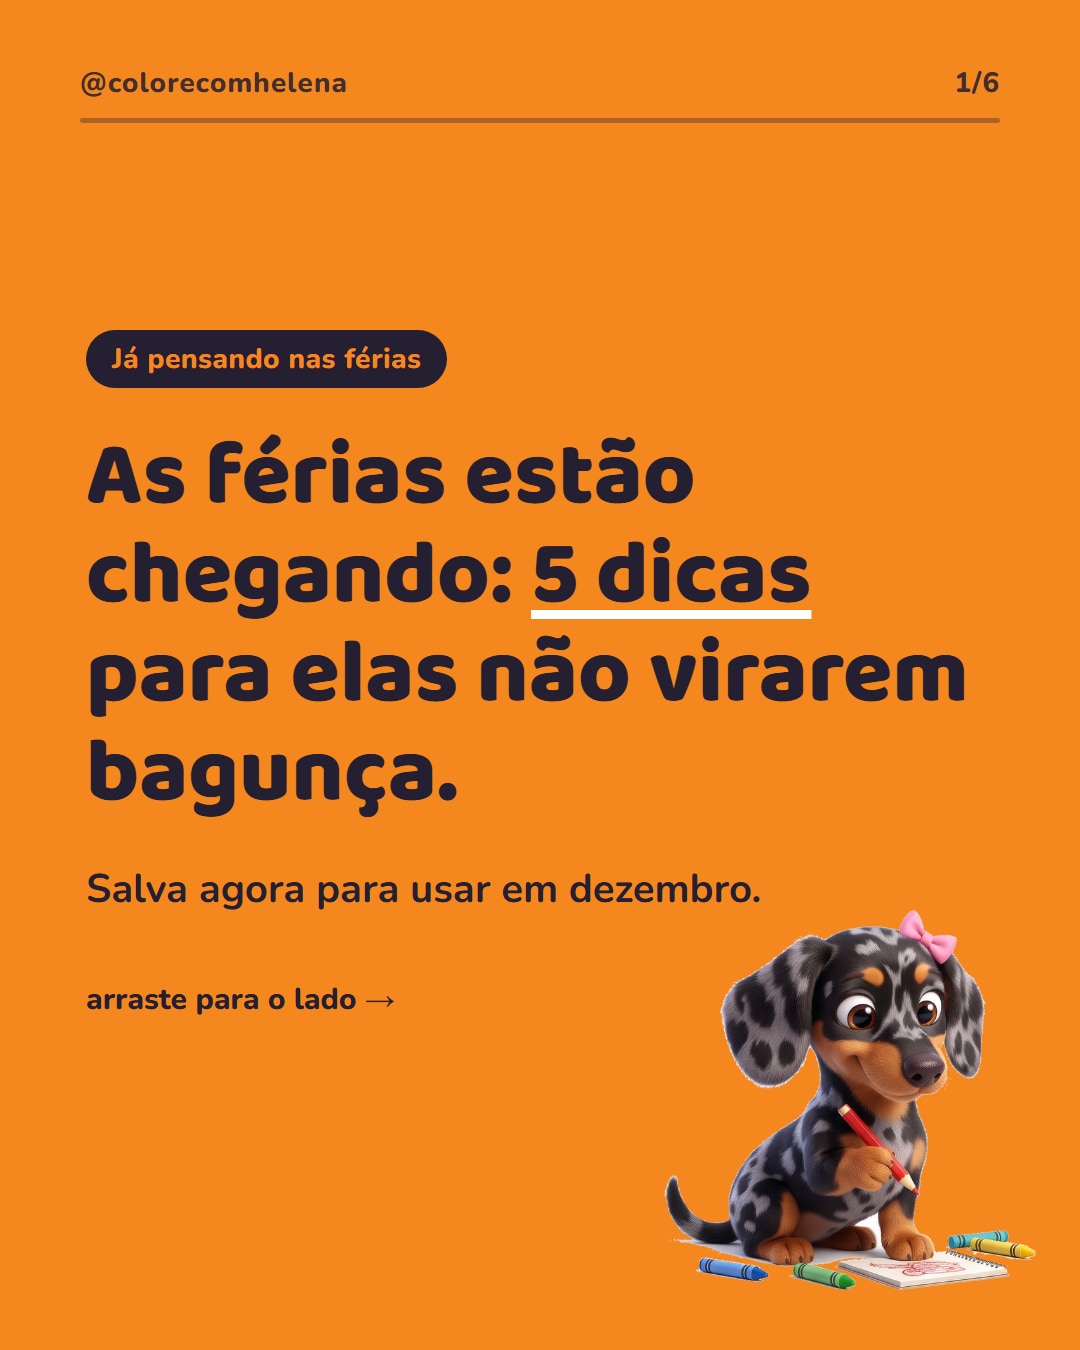 @colorecomhelena
1/6
Já pensando nas férias
As férias estão
chegando: 5 dicas
para elas não virarem
bagunça.
Salva agora para usar em dezembro.
arraste para o lado →